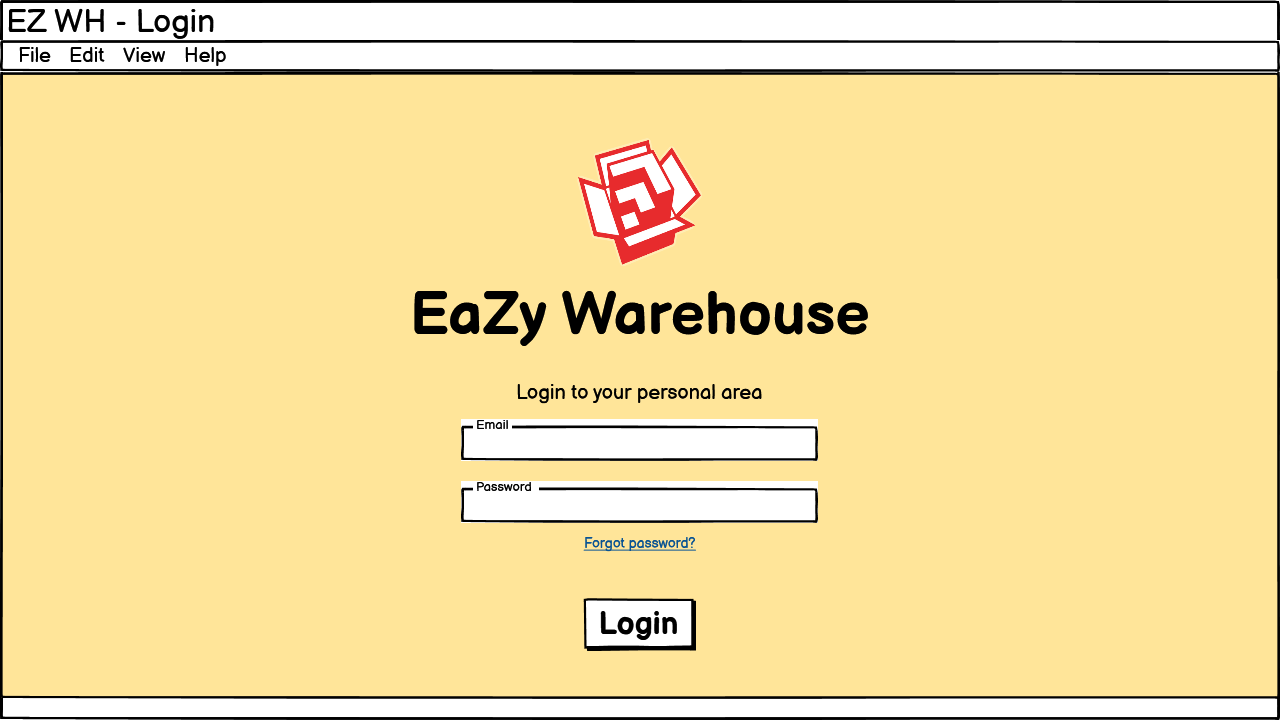 EZ WH - Login
File Edit View Help
EaZy Warehouse
Login to your personal area
Email
Password
Forgot password?
Login